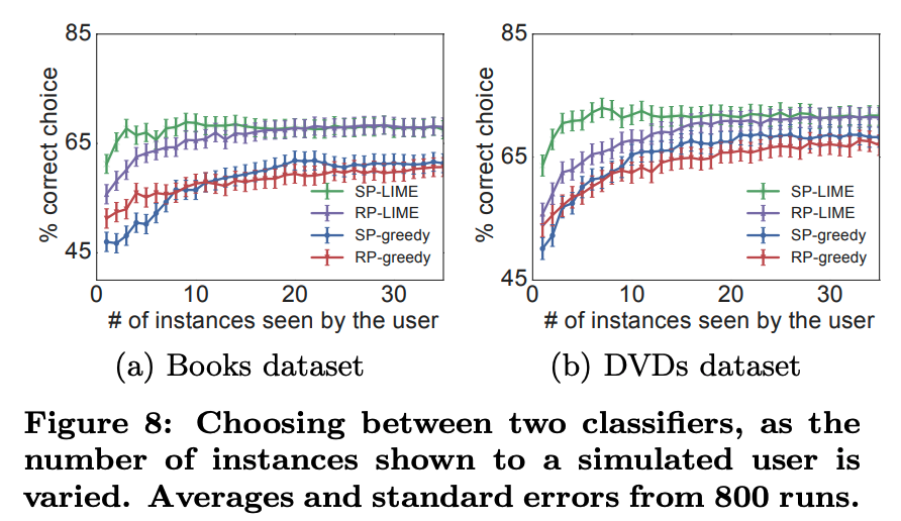 85
65
45
% correct choice
SP-LIME
RP-LIME
SP-greedy
RP-greedy
0
10
20
30
# of instances seen by the user
(a) Books dataset
85
65
45
% correct choice
SP-LIME
RP-LIME
SP-greedy
RP-greedy
0
10
20
30
# of instances seen by the user
(b) DVDs dataset
Figure 8: Choosing between two classifiers, as the
number of instances shown to a simulated user is
varied. Averages and standard errors from 800 runs.